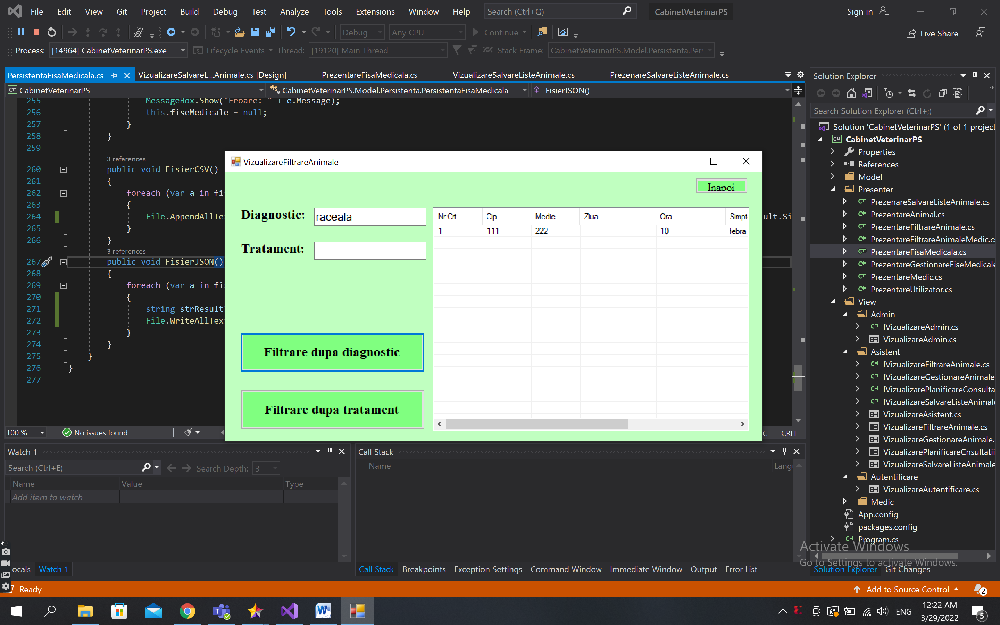 File Edit View Git Project Build Debug Test Analyze Tools Extensions Window Help Search (Ctrl+Q) CabinetVeterinarPS Sign in
Debug Any CPU Continue Live Share
Process: [14964] CabinetVeterinarPS.exe Lifecycle Events Thread: [19120] Main Thread Stack Frame: CabinetVeterinarPS.Model.Persistenta.Pers
PersistentaFisaMedicala.cs VizualizareSalvareL...Animale.cs [Design] PrezentareFisaMedicala.cs VizualizareSalvareListeAnimale.cs PrezenareSalvareListeAnimale.cs
C# CabinetVeterinarPS CabinetVeterinarPS.Model.Persistenta.PersistentaFisaMedicala FisierJSON()
255 MessageBox.Show("Eroare: " + e.Message);
256 this.fiseMedicale = null;
257 }
258 }
259
3 references
260 public void FisierCSV()
261 {
262 foreach (var a in fi
263 {
264 File.AppendAllTe ult.Si
265 }
266 }
3 references
267 public void FisierJSON()
268 {
269 foreach (var a in fi
270 {
271 string strResult
272 File.WriteAllTex
273 }
274 }
275 }
276 }
277
100 % No issues found CRLF
VizualizareFiltrareAnimale
Inapoi
Diagnostic: raceala
Tratament:
Filtrare dupa diagnostic
Filtrare dupa tratament
Nr.Crt. Cip Medic Ziua Ora Simpt
1 111 222 10 febra
Watch 1
Search (Ctrl+E) Search Depth: 3
Name Value Type
Add item to watch
ocals Watch 1
Call Stack
Name Langu
Call Stack Breakpoints Exception Settings Command Window Immediate Window Output Error List
Solution Explorer
Search Solution Explorer (Ctrl+;)
Solution 'CabinetVeterinarPS' (1 of 1 project
C# CabinetVeterinarPS
Properties
References
Model
Presenter
C# PrezenareSalvareListeAnimale.cs
C# PrezentareAnimal.cs
C# PrezentareFiltrareAnimale.cs
C# PrezentareFiltrareAnimaleMedic.cs
C# PrezentareFisaMedicala.cs
C# PrezentareGestionareFiseMedicale
C# PrezentareMedic.cs
C# PrezentareUtilizator.cs
View
Admin
C# IVizualizareAdmin.cs
VizualizareAdmin.cs
Asistent
C# IVizualizareFiltrareAnimale.cs
C# IVizualizareGestionareAnimale
C# IVizualizarePlanificareConsulta
C# IVizualizareSalvareListeAnimale
VizualizareAsistent.cs
VizualizareFiltrareAnimale.cs
VizualizareGestionareAnimale.
VizualizarePlanificareCnsultatii
VizualizareSalvareListeAnimale
Autentificare
VizualizareAutentificare.cs
Medic
App.config
packages.config
C# Program.cs
Activate Windows
Go to Settings to activate Windows.
Solution Explorer Git Changes
Ready Add to Source Control 2
ENG 12:22 AM
3/29/2022 5